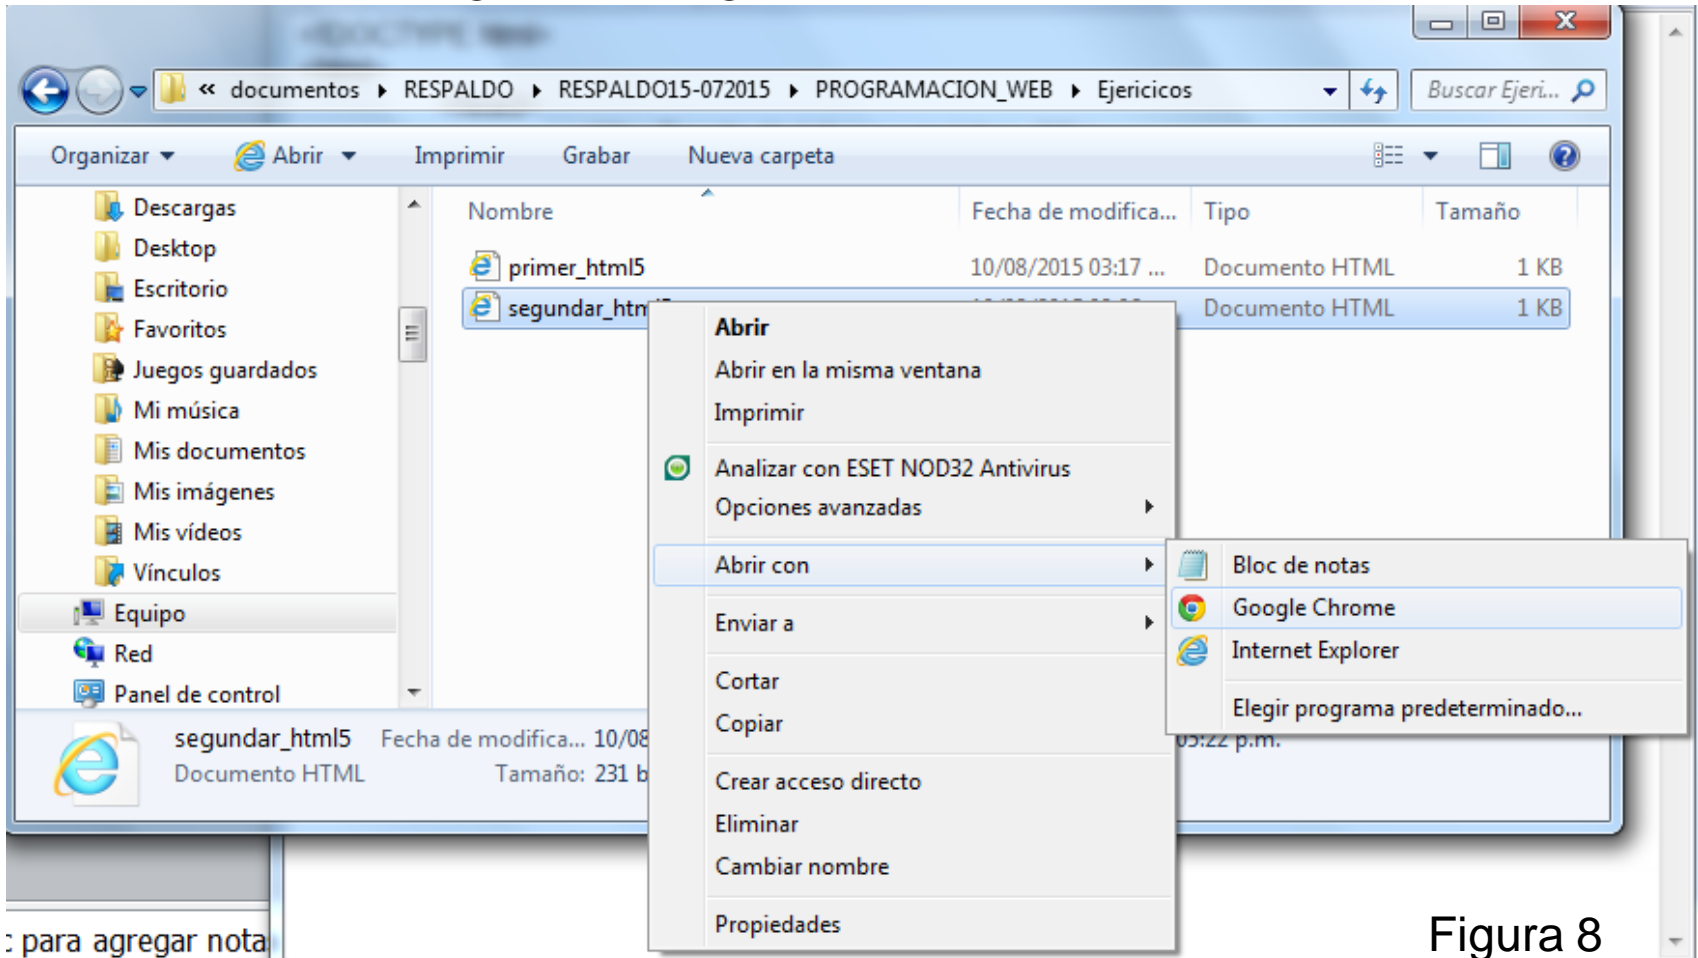 « documentos ▸ RESPALDO ▸ RESPALDO15-072015 ▸ PROGRAMACION_WEB ▸ Ejericicos
Buscar Ejeri...
Organizar Abrir Imprimir Grabar Nueva carpeta
Nombre Fecha de modifica... Tipo Tamaño
primer_html5 10/08/2015 03:17 ... Documento HTML 1 KB
segundar_htm Documento HTML 1 KB
Descargas
Desktop
Escritorio
Favoritos
Juegos guardados
Mi música
Mis documentos
Mis imágenes
Mis vídeos
Vínculos
Equipo
Red
Panel de control
Abrir
Abrir en la misma ventana
Imprimir
Analizar con ESET NOD32 Antivirus
Opciones avanzadas
Abrir con
Enviar a
Cortar
Copiar
Crear acceso directo
Eliminar
Cambiar nombre
Propiedades
Bloc de notas
Google Chrome
Internet Explorer
Elegir programa predeterminado...
segundar_html5 Fecha de modifica... 10/08 05:22 p.m.
Documento HTML Tamaño: 231 b
para agregar nota
Figura 8